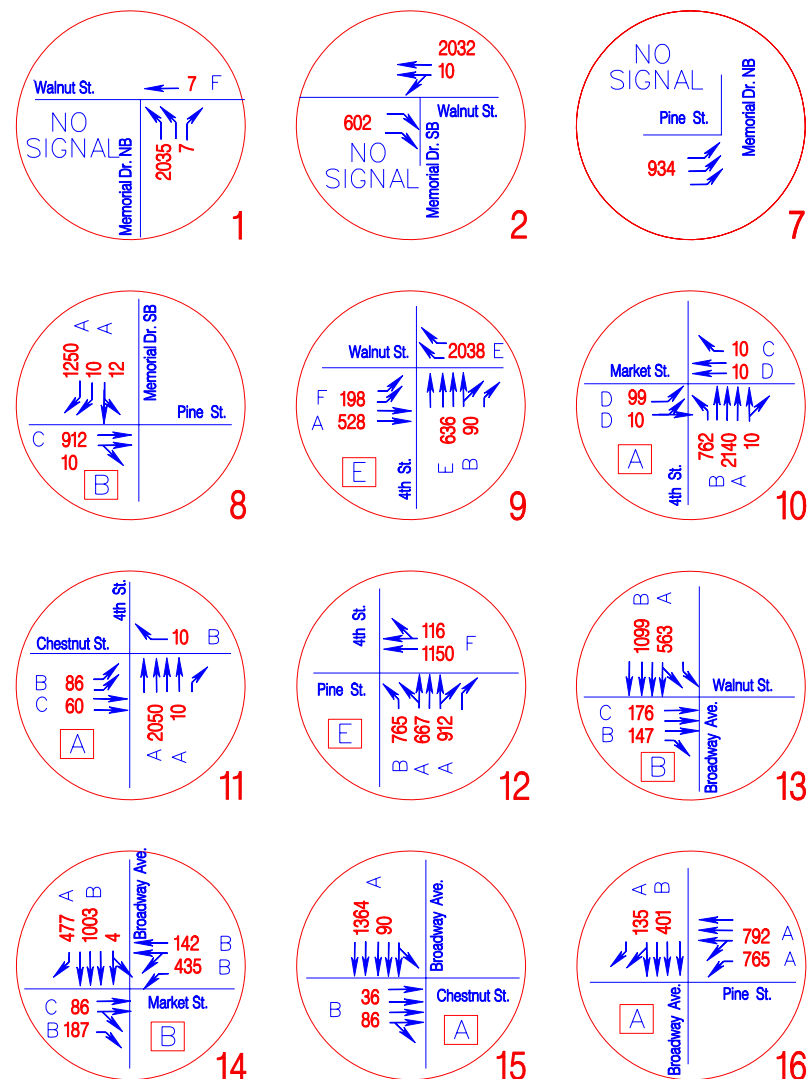 Walnut St.
7 F
NO
SIGNAL
Memorial Dr. NB
2035
7
1
2032
10
Walnut St.
602
NO
SIGNAL
Memorial Dr. SB
2
NO
SIGNAL
Pine St.
Memorial Dr. NB
934
7
A A
1250 10 12
Memorial Dr. SB
Pine St.
C 912
10
B
8
Walnut St.
2038 E
F 198
A 528
636 90
E B
E
4th St.
9
10 C
Market St.
10 D
D 99
D 10
762 2140 10
B A
A
4th St.
10
4th St.
Chestnut St.
10 B
B 86
C 60
2050 10
A A
A
11
4th St.
116
1150 F
Pine St.
765 667 912
B A A
E
12
B A
1099 563
Walnut St.
C 176
B 147
B
Broadway Ave.
13
A B
477 1003 4
Broadway Ave.
142 B
435 B
C 86
B 187
Market St.
B
14
A
1364 90
Broadway Ave.
36
B
86
Chestnut St.
A
15
A B
135 401
792 A
765 A
Pine St.
A
Broadway Ave.
16